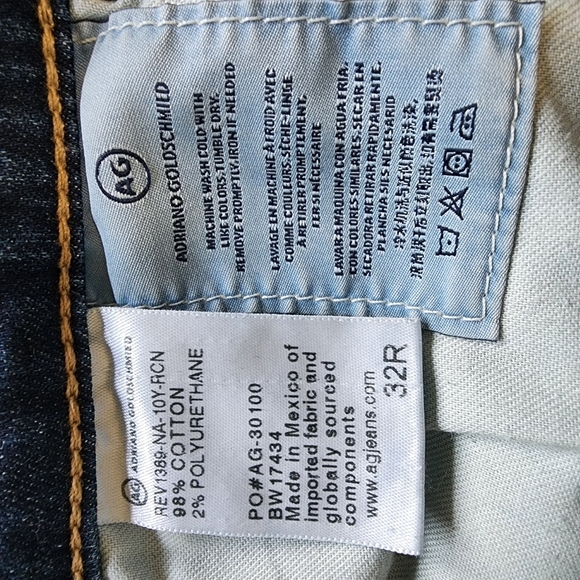 AG
ADRIANO GOLDSCHMIED
MACHINE WASH COLD WITH
LIKE COLORS. TUMBLE DRY.
REMOVE PROMPTLY. IRON IF NEEDED
LAVAGE EN MACHINE À FROID AVEC
COMME COULEURS. SÈCHE-LINGE
À RETIRER PROMPTEMENT.
FER SI NÉCESSAIRE
LAVAR A MAQUINA CON AGUA FRIA,
CON COLORES SIMILARES. SECAR EN
SECADORA RETIRAR RAPIDAMENTE.
PLANCHA SI ES NECESARIO
AG ADRIANO GOLDSCHMIED
REV1389-NA-10Y-RCN
98% COTTON
2% POLYURETHANE
PO#AG-30100
BW17434
Made in Mexico of
imported fabric and
globally sourced
components
www.agjeans.com
32R